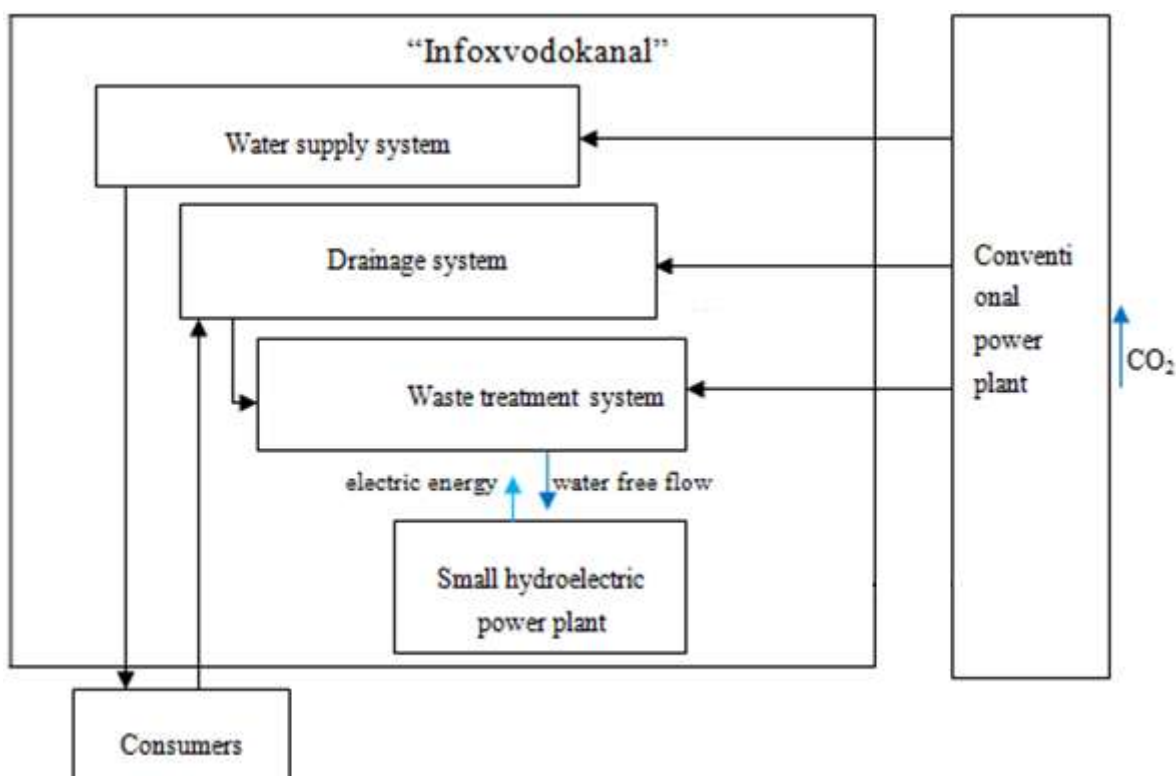 “Infoxvodokanal”
Water supply system
Drainage system
Waste treatment system
electric energy
water free flow
Small hydroelectric
power plant
Consumers
Conventi
onal
power
plant
CO₂